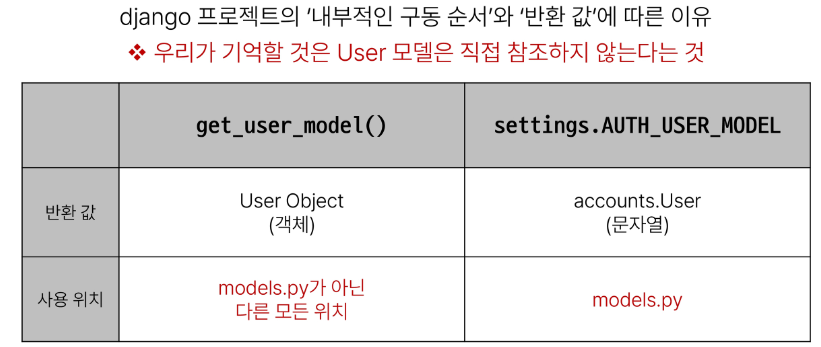 django 프로젝트의 ‘내부적인 구동 순서’와 ‘반환 값’에 따른 이유
❖ 우리가 기억할 것은 User 모델은 직접 참조하지 않는다는 것
get_user_model()
settings.AUTH_USER_MODEL
반환 값
User Object
(객체)
accounts.User
(문자열)
사용 위치
models.py가 아닌
다른 모든 위치
models.py